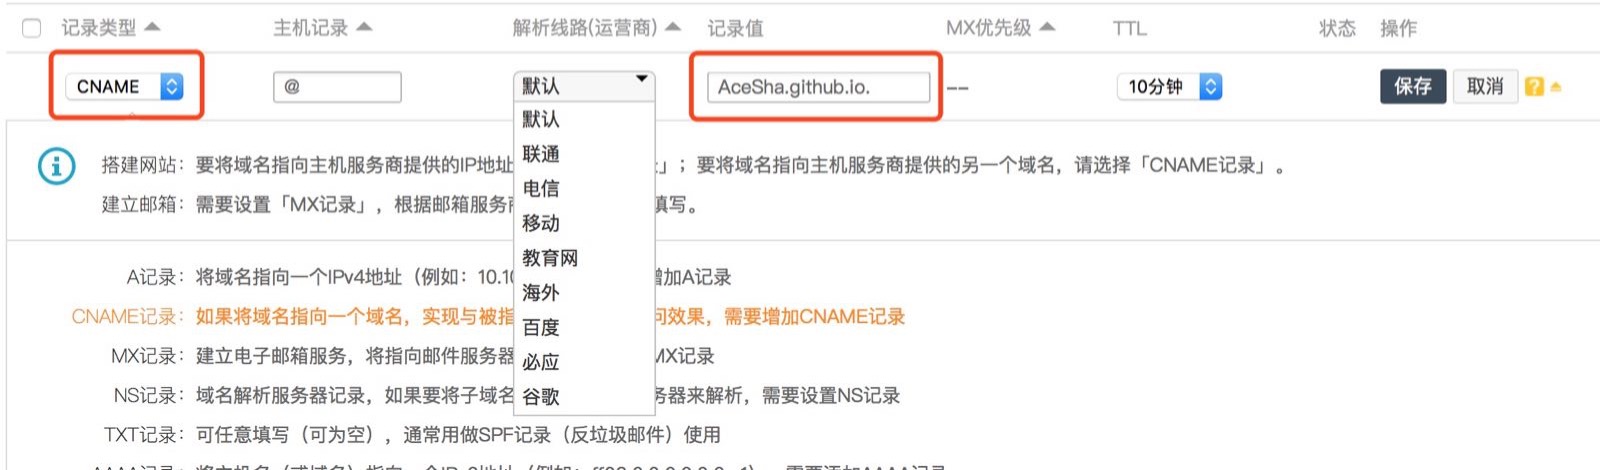 记录类型 主机记录 解析线路(运营商) 记录值 MX优先级 TTL 状态 操作
CNAME @ 默认 AceSha.github.io. -- 10分钟 保存 取消 ?
默认
联通
电信
移动
教育网
海外
百度
必应
谷歌
搭建网站：要将域名指向主机服务商提供的IP地址 」；要将域名指向主机服务商提供的另一个域名，请选择「CNAME记录」。
建立邮箱：需要设置「MX记录」，根据邮箱服务 填写。
A记录：将域名指向一个IPv4地址（例如：10.10 增加A记录
CNAME记录：如果将域名指向一个域名，实现与被指 问效果，需要增加CNAME记录
MX记录：建立电子邮箱服务，将指向邮件服务器 MX记录
NS记录：域名解析服务器记录，如果要将子域名 务器来解析，需要设置NS记录
TXT记录：可任意填写（可为空），通常用做SPF记录（反垃圾邮件）使用